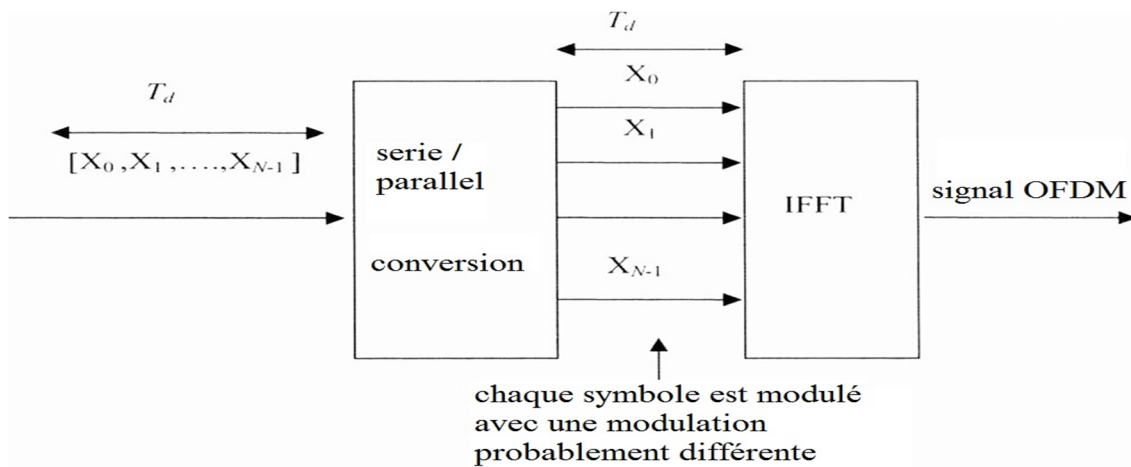 T_d
T_d
[X_0 ,X_1 ,....,X_{N-1} ]
serie /
parallel
conversion
X_0
X_1
X_{N-1}
IFFT
signal OFDM
chaque symbole est modulé
avec une modulation
probablement différente